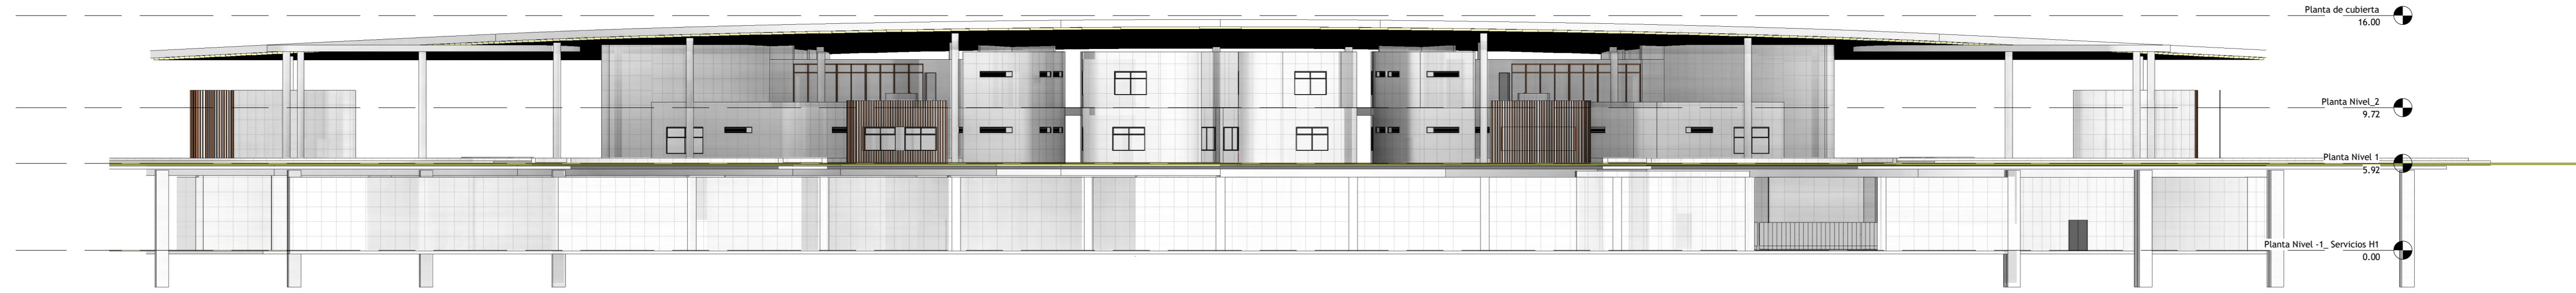 Planta de cubierta
16.00
Planta Nivel_2
9.72
Planta Nivel 1
5.92
Planta Nivel -1_ Servicios H1
0.00